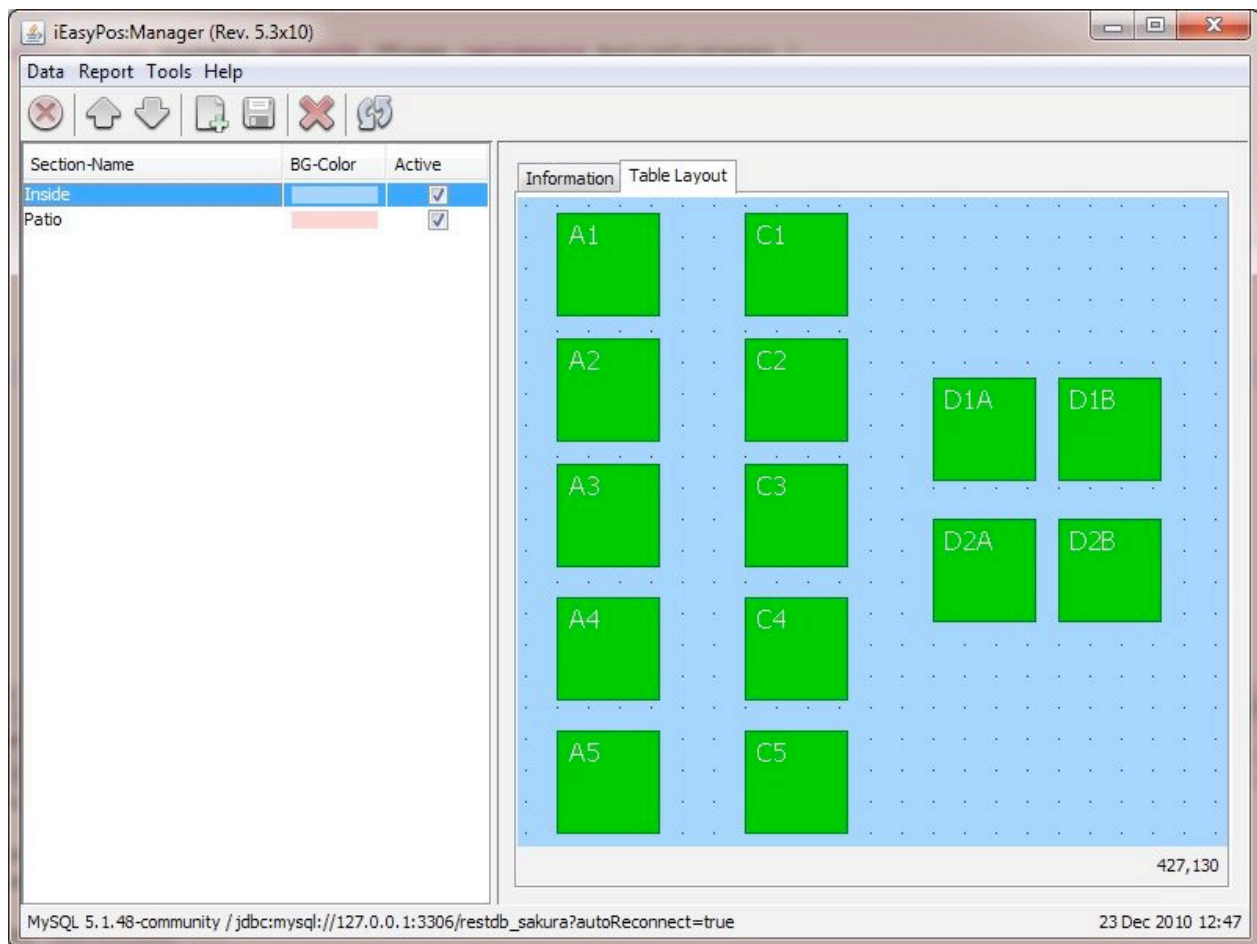 iEasyPos:Manager (Rev. 5.3x10)
Data Report Tools Help
Section-Name BG-Color Active
Inside
Patio
Information Table Layout
A1 C1
A2 C2
D1A D1B
A3 C3
D2A D2B
A4 C4
A5 C5
427,130
MySQL 5.1.48-community / jdbc:mysql://127.0.0.1:3306/restdb_sakura?autoReconnect=true 23 Dec 2010 12:47